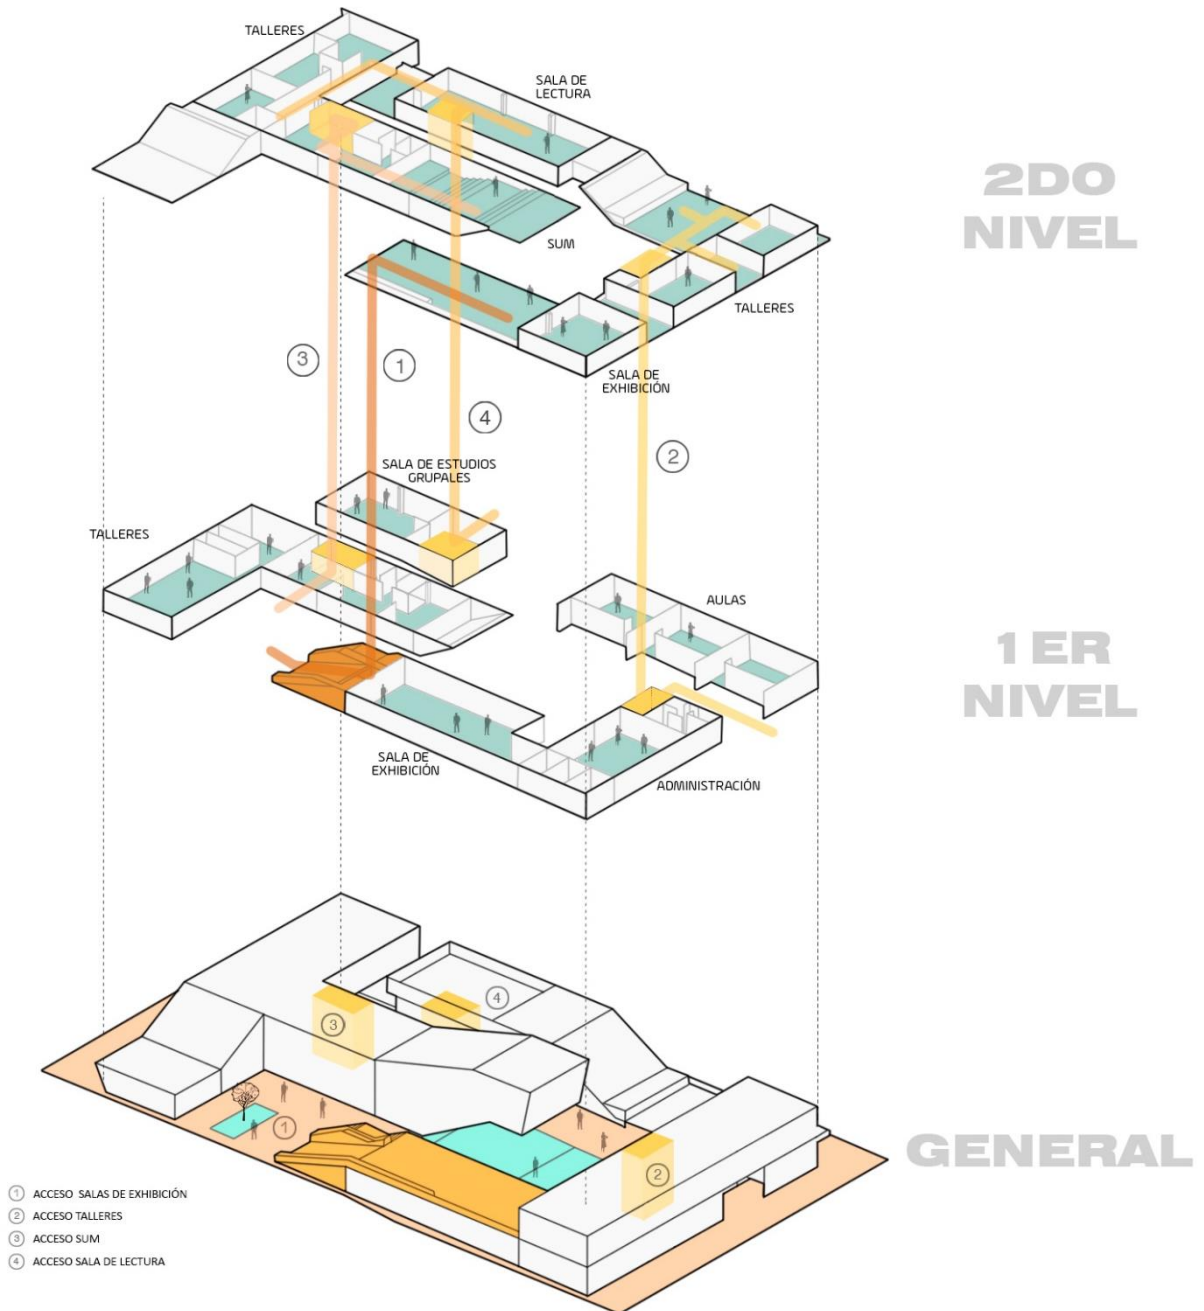 TALLERES
SALA DE
LECTURA
2DO
NIVEL
SUM
TALLERES
SALA DE
EXHIBICIÓN
3
1
4
2
SALA DE ESTUDIOS
GRUPALES
TALLERES
AULAS
1 ER
NIVEL
SALA DE
EXHIBICIÓN
ADMINISTRACIÓN
4
3
1
2
GENERAL
1 ACCESO SALAS DE EXHIBICIÓN
2 ACCESO TALLERES
3 ACCESO SUM
4 ACCESO SALA DE LECTURA